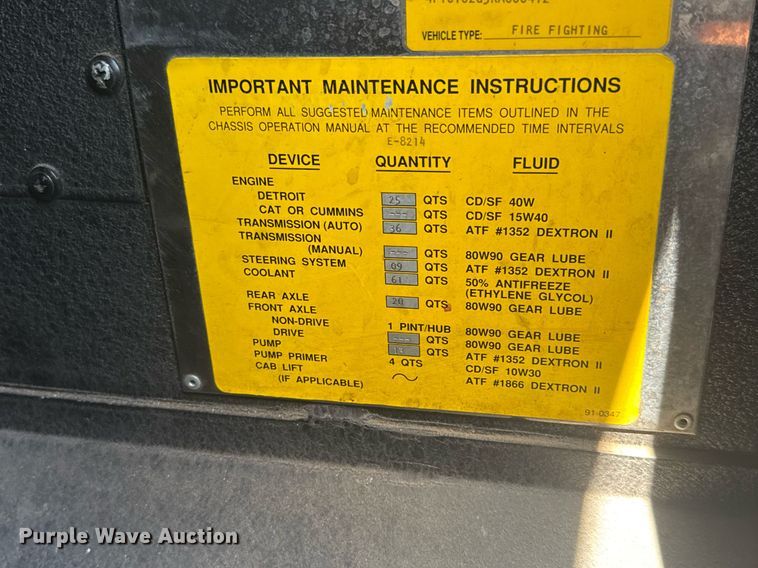 VEHICLE TYPE: FIRE FIGHTING
IMPORTANT MAINTENANCE INSTRUCTIONS
PERFORM ALL SUGGESTED MAINTENANCE ITEMS OUTLINED IN THE
CHASSIS OPERATION MANUAL AT THE RECOMMENDED TIME INTERVALS
E-8214
DEVICE QUANTITY FLUID
ENGINE
DETROIT 25 QTS CD/SF 40W
CAT OR CUMMINS --- QTS CD/SF 15W40
TRANSMISSION (AUTO) 36 QTS ATF #1352 DEXTRON II
TRANSMISSION
(MANUAL) --- QTS 80W90 GEAR LUBE
STEERING SYSTEM 09 QTS ATF #1352 DEXTRON II
COOLANT 61 QTS 50% ANTIFREEZE
(ETHYLENE GLYCOL)
REAR AXLE 20 QTS 80W90 GEAR LUBE
FRONT AXLE
NON-DRIVE 1 PINT/HUB 80W90 GEAR LUBE
DRIVE --- QTS 80W90 GEAR LUBE
PUMP QTS ATF #1352 DEXTRON II
PUMP PRIMER 4 QTS CD/SF 10W30
CAB LIFT ATF #1866 DEXTRON II
(IF APPLICABLE)
91-0347
Purple Wave Auction